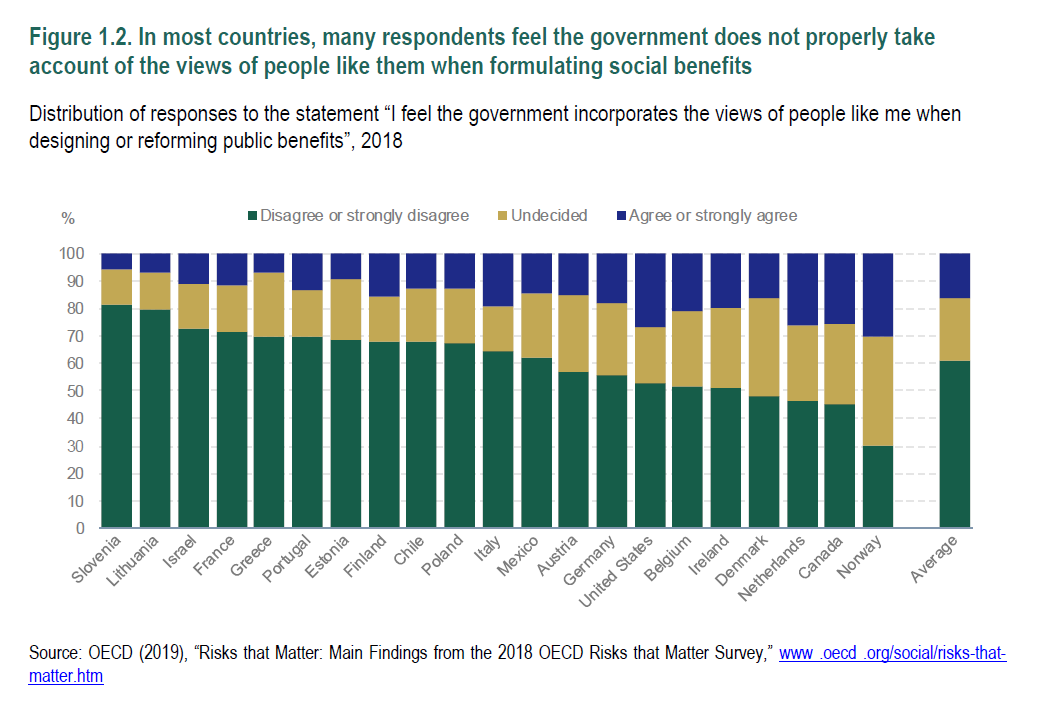 Figure 1.2. In most countries, many respondents feel the government does not properly take
account of the views of people like them when formulating social benefits
Distribution of responses to the statement “I feel the government incorporates the views of people like me when
designing or reforming public benefits”, 2018
%
Disagree or strongly disagree Undecided Agree or strongly agree
100
90
80
70
60
50
40
30
20
10
0
Slovenia
Lithuania
Israel
France
Greece
Portugal
Estonia
Finland
Chile
Poland
Italy
Mexico
Austria
Germany
United States
Belgium
Ireland
Denmark
Netherlands
Canada
Norway
Average
Source: OECD (2019), “Risks that Matter: Main Findings from the 2018 OECD Risks that Matter Survey,” www .oecd .org/social/risks-that-
matter.htm